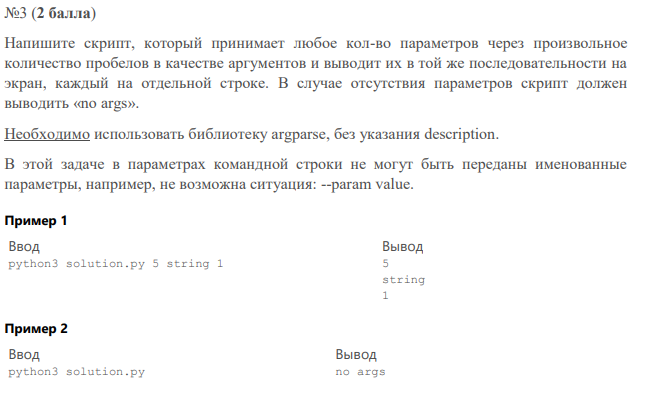 №3 (2 балла)
Напишите скрипт, который принимает любое кол-во параметров через произвольное
количество пробелов в качестве аргументов и выводит их в той же последовательности на
экран, каждый на отдельной строке. В случае отсутствия параметров скрипт должен
выводить «no args».
Необходимо использовать библиотеку argparse, без указания description.
В этой задаче в параметрах командной строки не могут быть переданы именованные
параметры, например, не возможна ситуация: --param value.
Пример 1
Ввод Вывод
python3 solution.py 5 string 1 5
string
1
Пример 2
Ввод Вывод
python3 solution.py no args